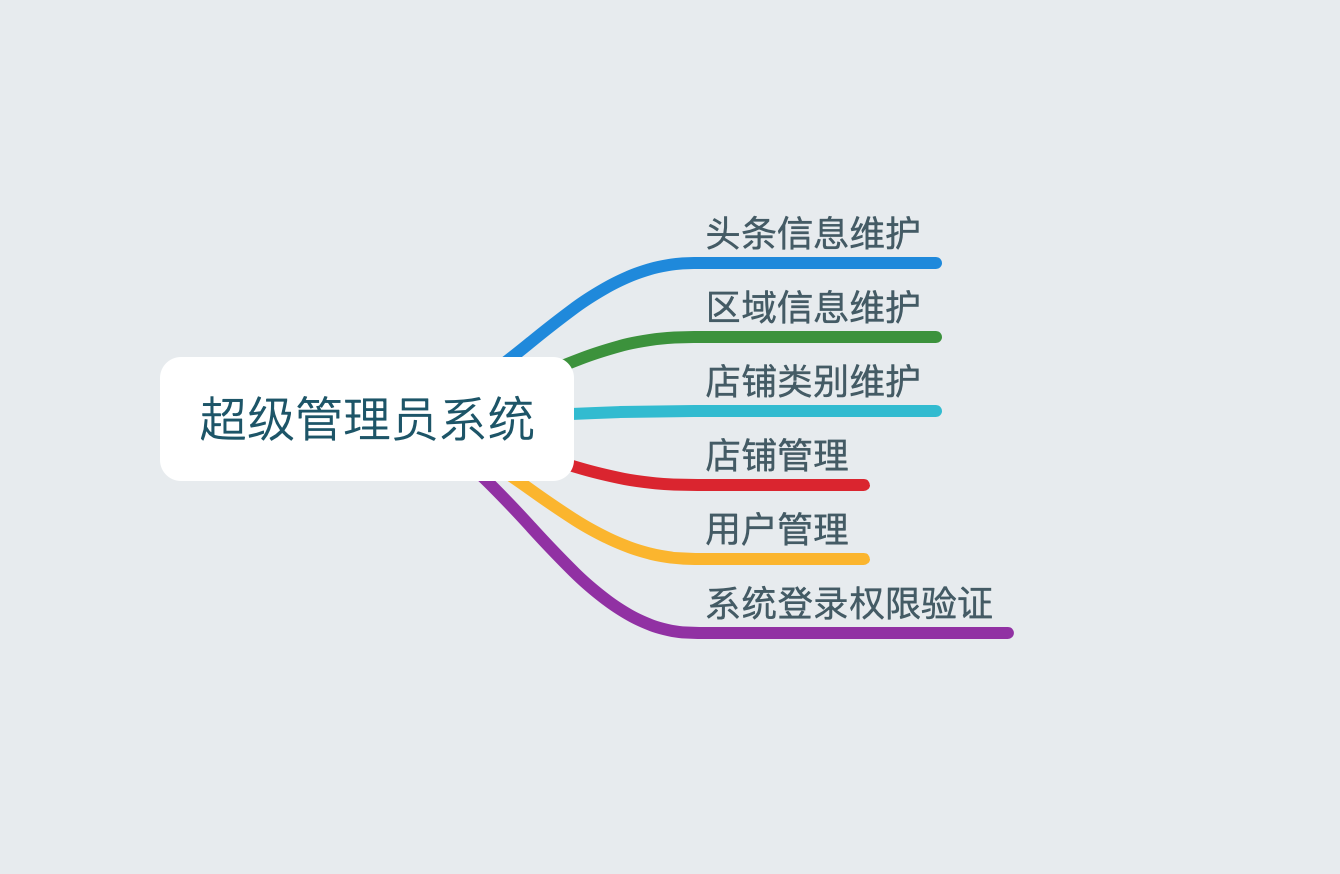 头条信息维护
区域信息维护
店铺类别维护
超级管理员系统
店铺管理
用户管理
系统登录权限验证